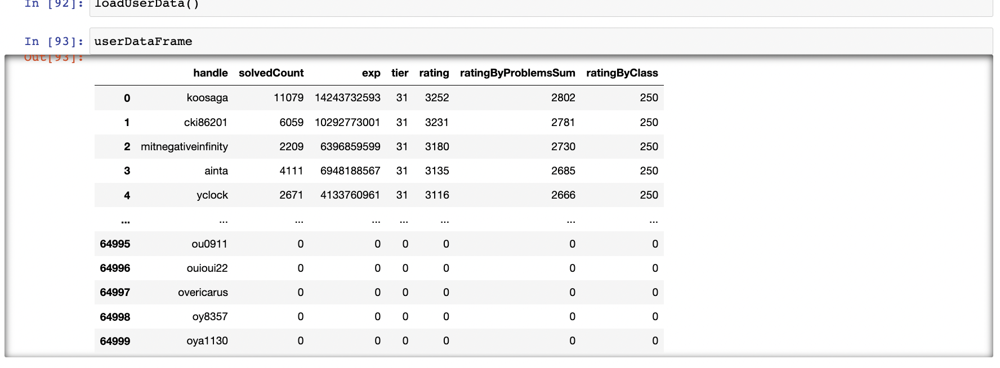 In [92]: loadUserData()
In [93]: userDataFrame
Out[93]:
handle solvedCount exp tier rating ratingByProblemsSum ratingByClass
0 koosaga 11079 14243732593 31 3252 2802 250
1 cki86201 6059 10292773001 31 3231 2781 250
2 mitnegativeinfinity 2209 6396859599 31 3180 2730 250
3 ainta 4111 6948188567 31 3135 2685 250
4 yclock 2671 4133760961 31 3116 2666 250
... ... ... ... ... ... ... ...
64995 ou0911 0 0 0 0 0 0
64996 ouioui22 0 0 0 0 0 0
64997 overicarus 0 0 0 0 0 0
64998 oy8357 0 0 0 0 0 0
64999 oya1130 0 0 0 0 0 0